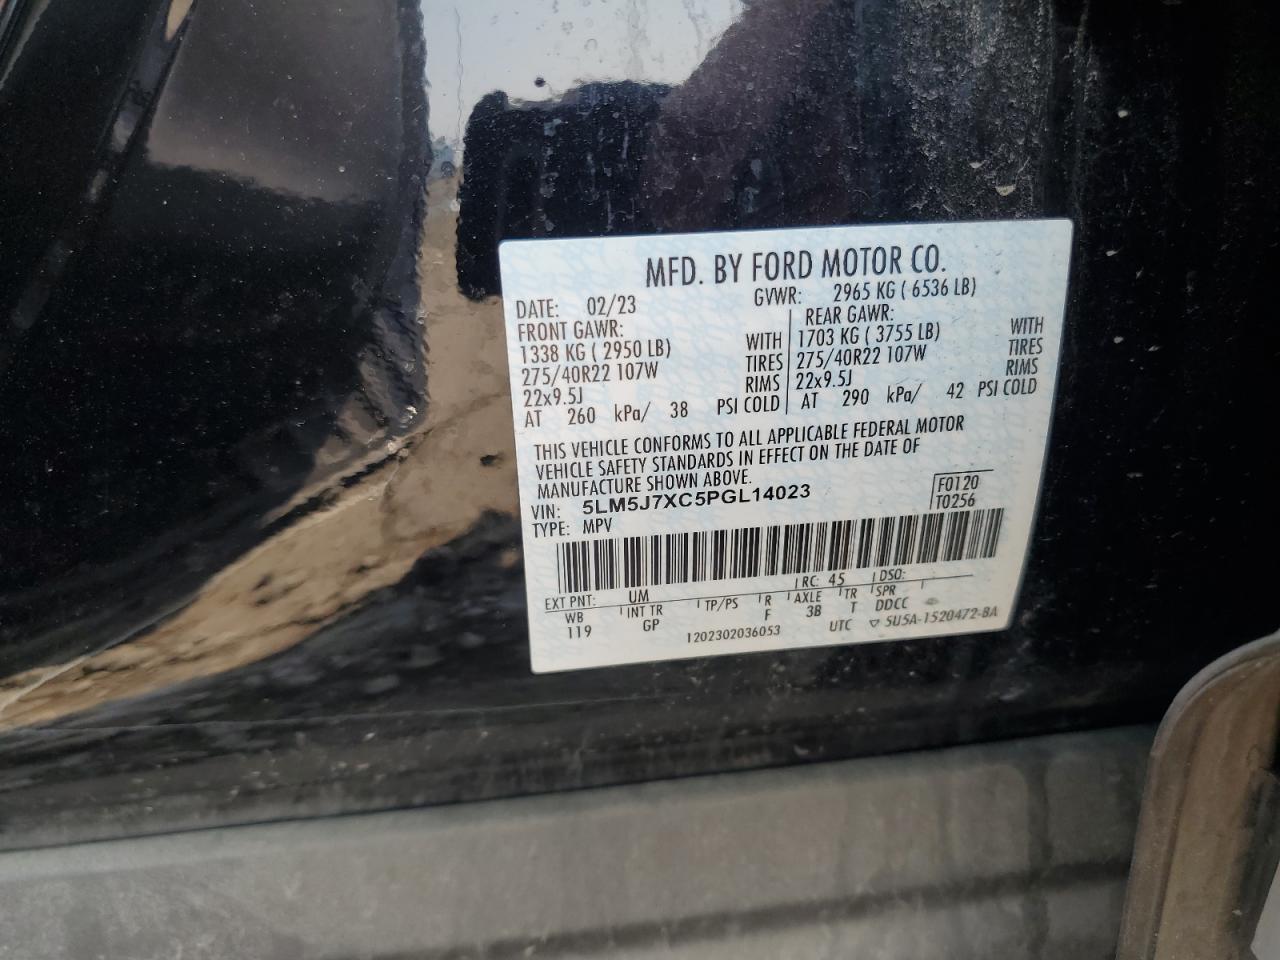 MFD. BY FORD MOTOR CO.
DATE: 02/23 GVWR: 2965 KG ( 6536 LB)
FRONT GAWR: REAR GAWR:
1338 KG ( 2950 LB) WITH 1703 KG ( 3755 LB) WITH
275/40R22 107W TIRES 275/40R22 107W TIRES
22x9.5J RIMS 22x9.5J RIMS
AT 260 kPa/ 38 PSI COLD AT 290 kPa/ 42 PSI COLD
THIS VEHICLE CONFORMS TO ALL APPLICABLE FEDERAL MOTOR
VEHICLE SAFETY STANDARDS IN EFFECT ON THE DATE OF
MANUFACTURE SHOWN ABOVE.
VIN: 5LM5J7XC5PGL14023 F0120
TYPE: MPV T0256
EXT PNT: UM RC: 45 DSO:
WB INT TR TP/PS R AXLE TR SPR
119 GP F 3B T DDCC
1202302036053 UTC ▽ 5U5A-1520472-BA